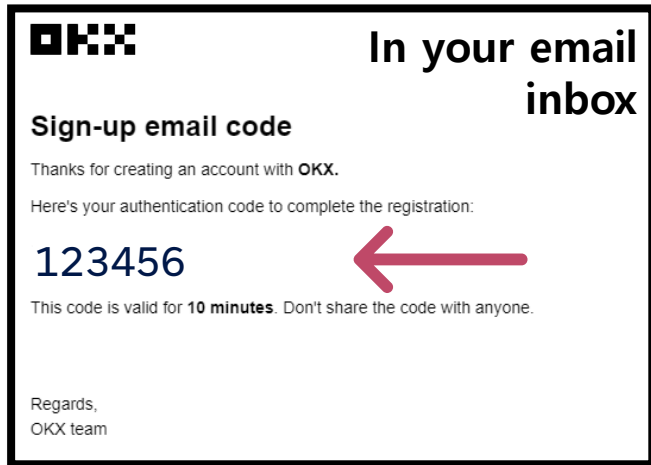 OKX
In your email
inbox
Sign-up email code
Thanks for creating an account with OKX.
Here's your authentication code to complete the registration:
123456
This code is valid for 10 minutes. Don't share the code with anyone.
Regards,
OKX team